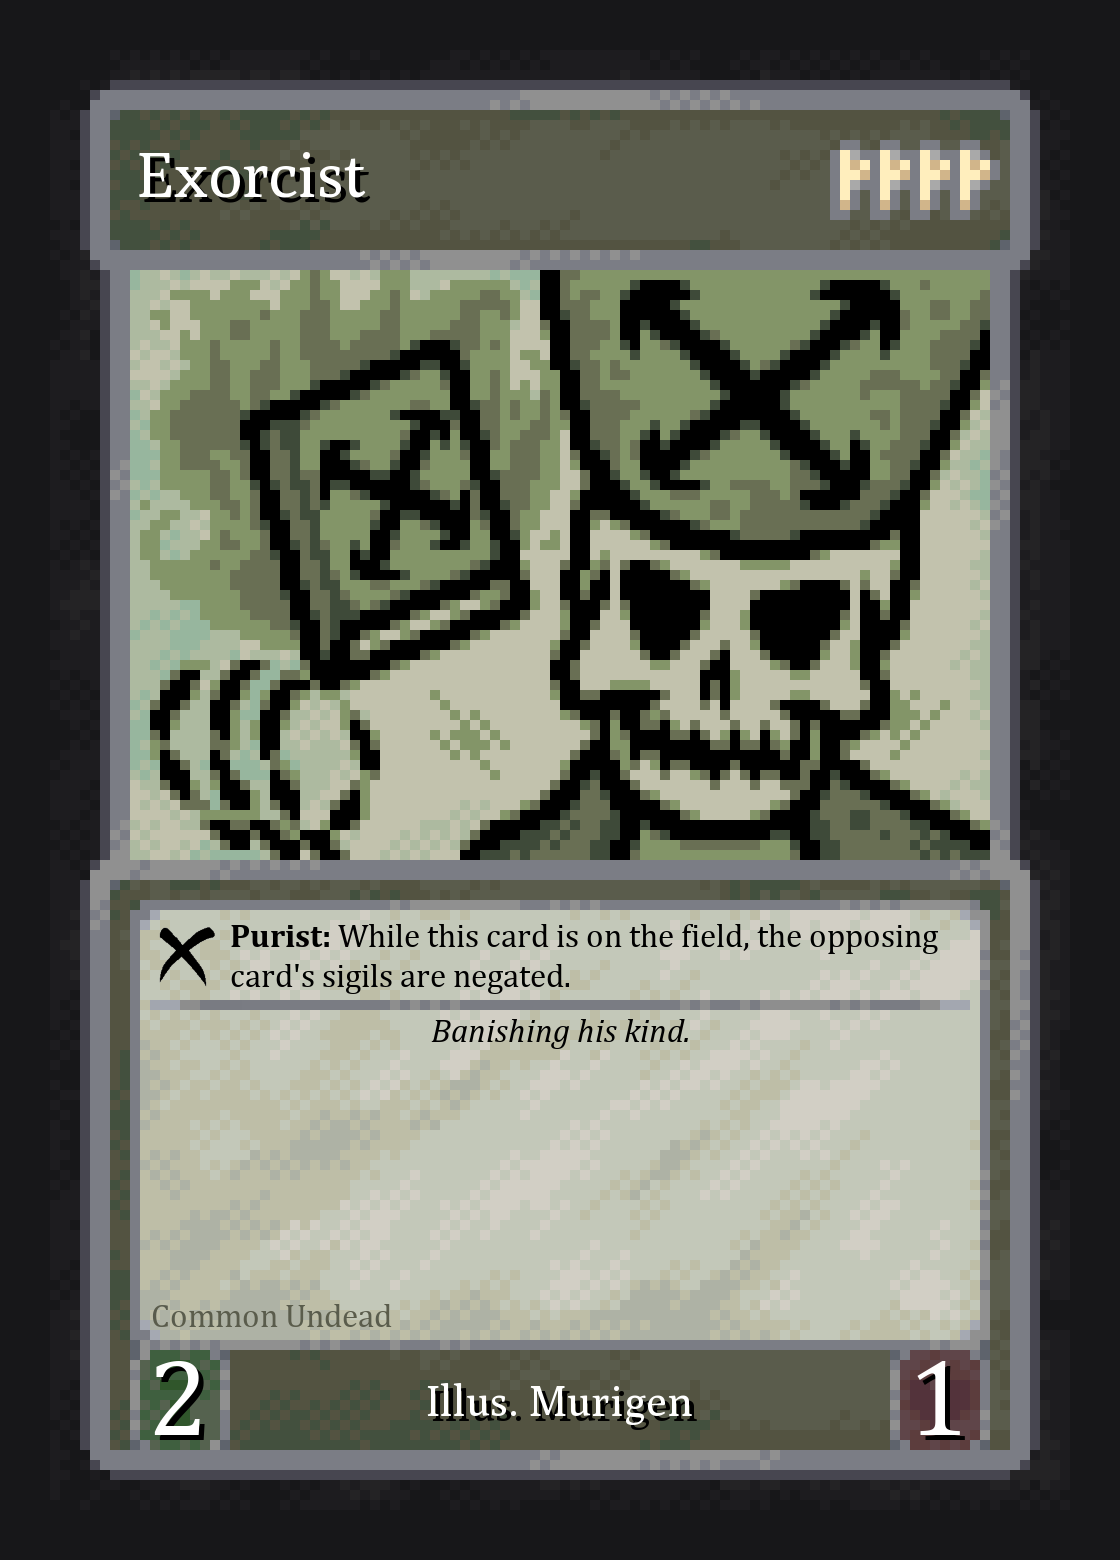 Exorcist
Purist: While this card is on the field, the opposing
card's sigils are negated.
Banishing his kind.
Common Undead
2
Illus. Murigen
1